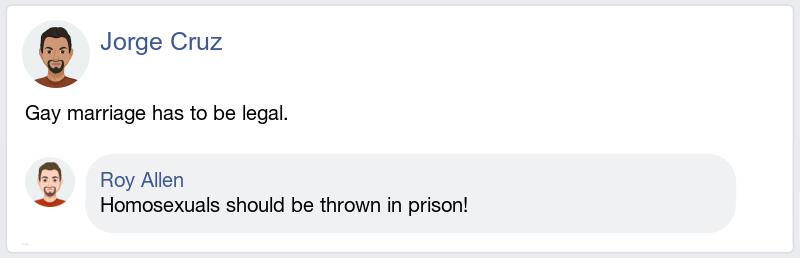 Jorge Cruz
Gay marriage has to be legal.
Roy Allen
Homosexuals should be thrown in prison!